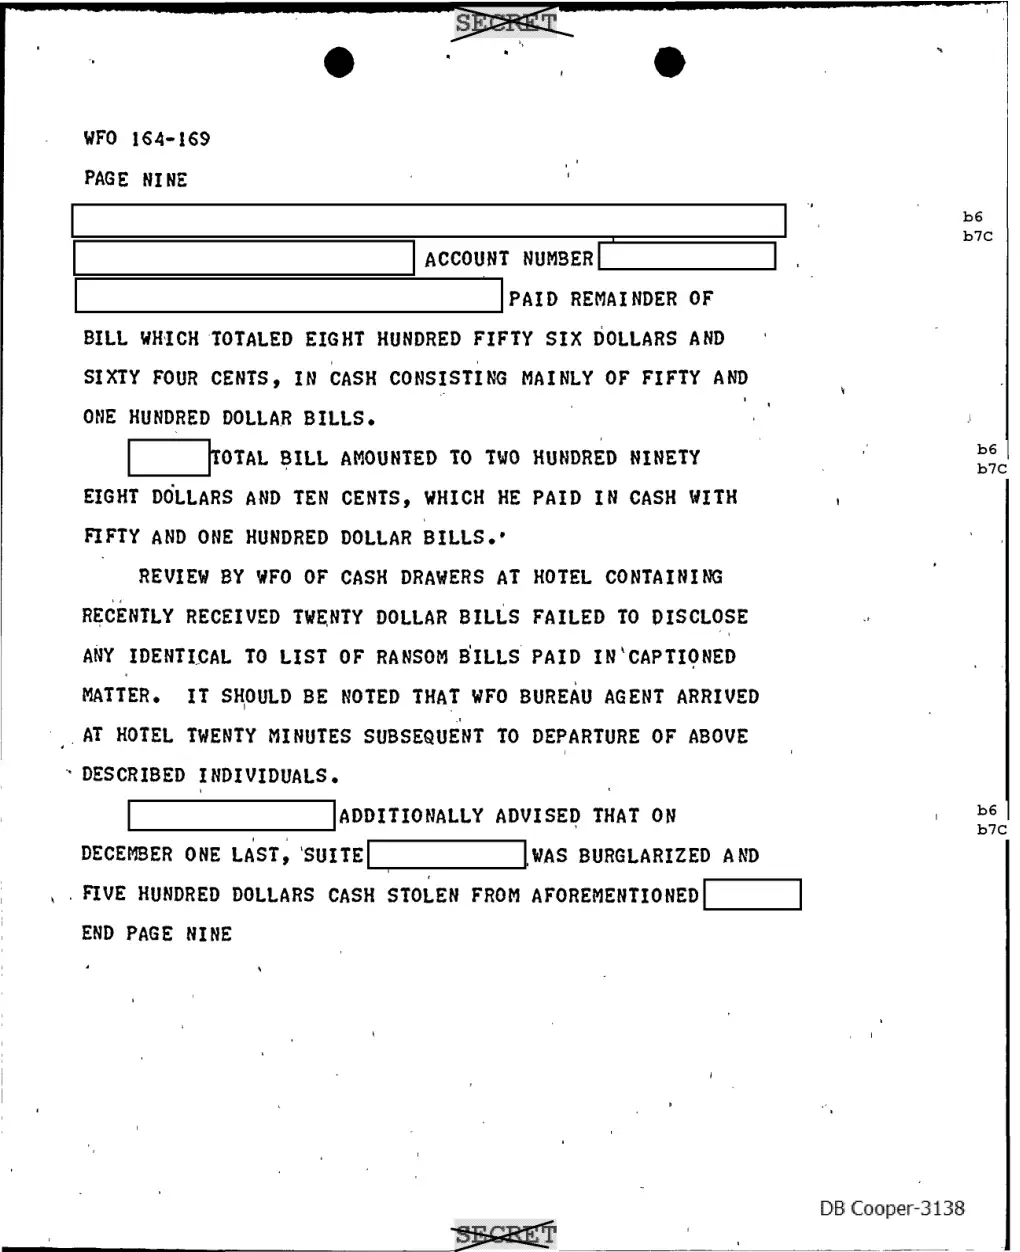 SECRET
WFO 164-169
PAGE NINE
b6
b7C
ACCOUNT NUMBER
PAID REMAINDER OF
BILL WHICH TOTALED EIGHT HUNDRED FIFTY SIX DOLLARS AND
SIXTY FOUR CENTS, IN CASH CONSISTING MAINLY OF FIFTY AND
ONE HUNDRED DOLLAR BILLS.
TOTAL BILL AMOUNTED TO TWO HUNDRED NINETY
b6
b7C
EIGHT DOLLARS AND TEN CENTS, WHICH HE PAID IN CASH WITH
FIFTY AND ONE HUNDRED DOLLAR BILLS.
REVIEW BY WFO OF CASH DRAWERS AT HOTEL CONTAINING
RECENTLY RECEIVED TWENTY DOLLAR BILLS FAILED TO DISCLOSE
ANY IDENTICAL TO LIST OF RANSOM BILLS PAID IN CAPTIONED
MATTER. IT SHOULD BE NOTED THAT WFO BUREAU AGENT ARRIVED
AT HOTEL TWENTY MINUTES SUBSEQUENT TO DEPARTURE OF ABOVE
DESCRIBED INDIVIDUALS.
ADDITIONALLY ADVISED THAT ON
b6
b7C
DECEMBER ONE LAST, SUITE WAS BURGLARIZED AND
FIVE HUNDRED DOLLARS CASH STOLEN FROM AFOREMENTIONED
END PAGE NINE
DB Cooper-3138
SECRET